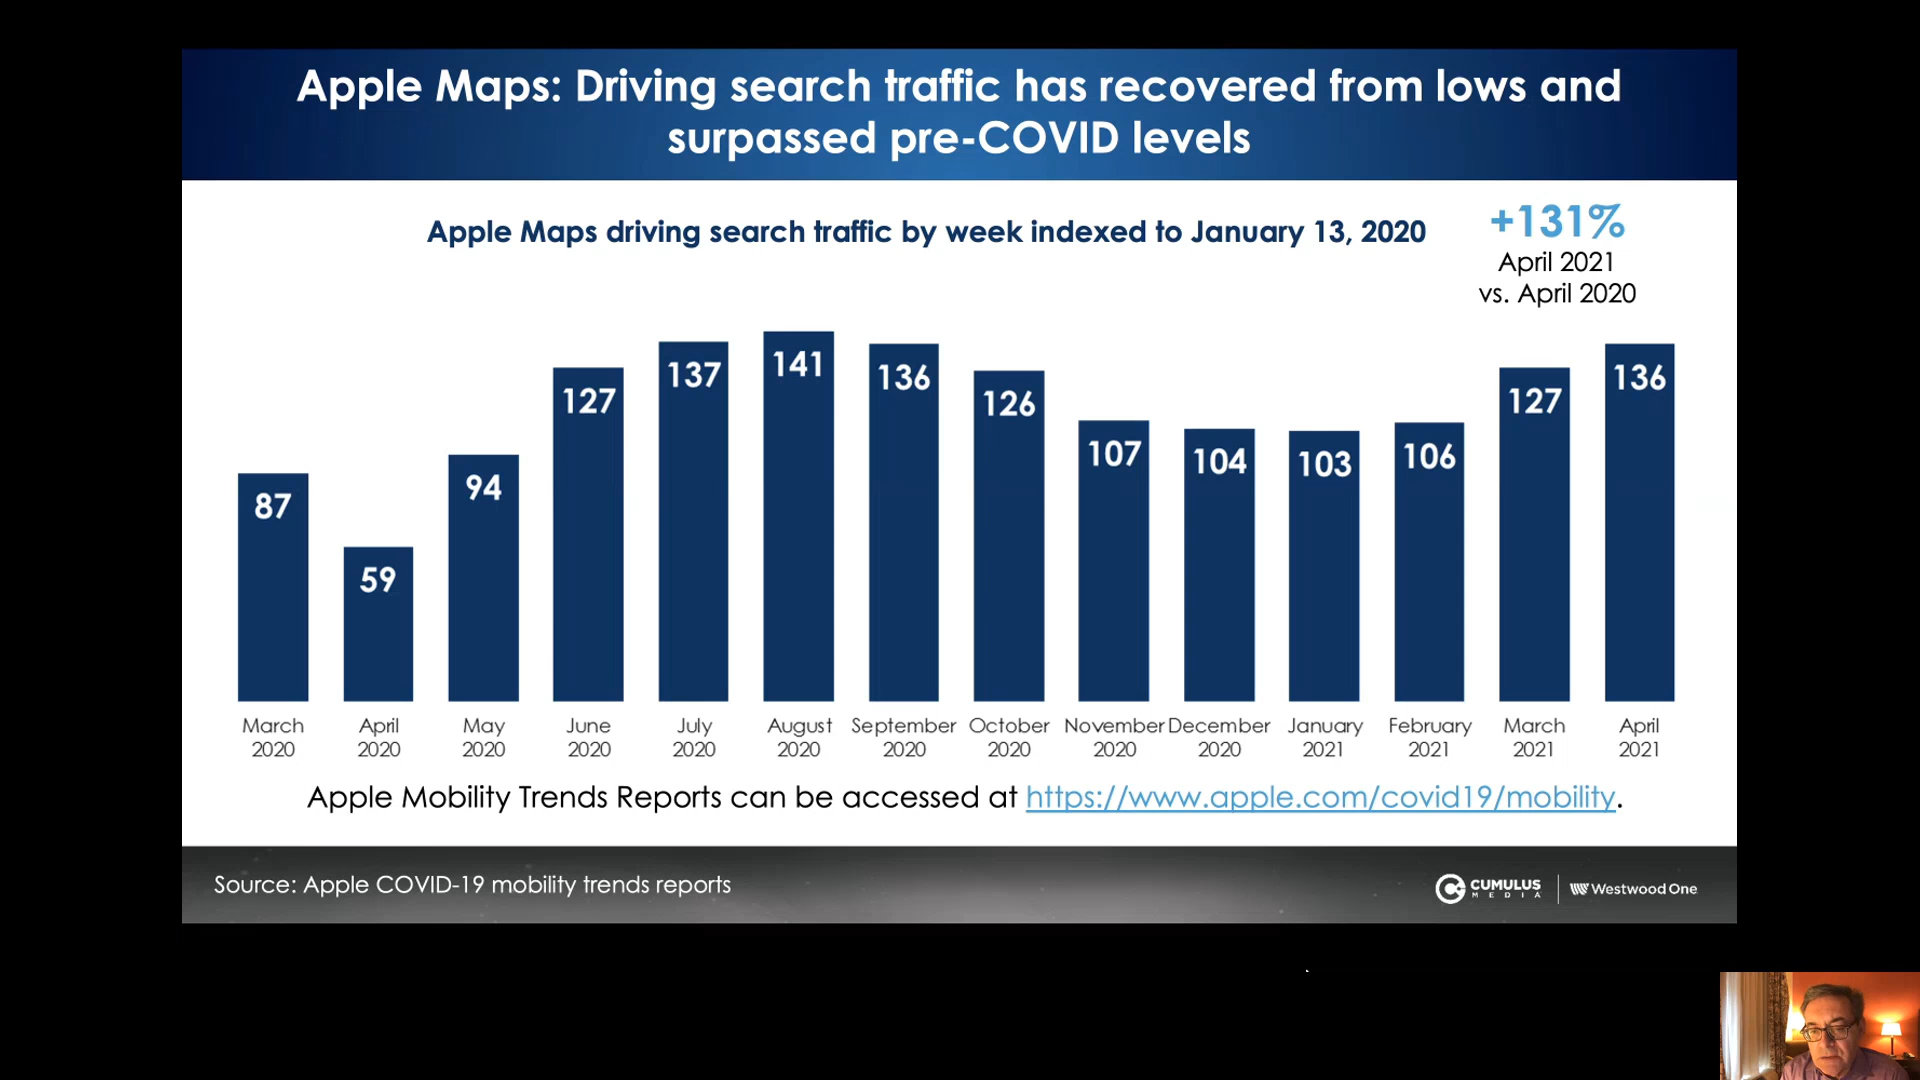 Apple Maps: Driving search traffic has recovered from lows and
surpassed pre-COVID levels
Apple Maps driving search traffic by week indexed to January 13, 2020
+131%
April 2021
vs. April 2020
87
59
94
127
137
141
136
126
107
104
103
106
127
136
March
2020
April
2020
May
2020
June
2020
July
2020
August
2020
September
2020
October
2020
November
2020
December
2020
January
2021
February
2021
March
2021
April
2021
Apple Mobility Trends Reports can be accessed at https://www.apple.com/covid19/mobility.
Source: Apple COVID-19 mobility trends reports
CUMULUS
MEDIA
Westwood One